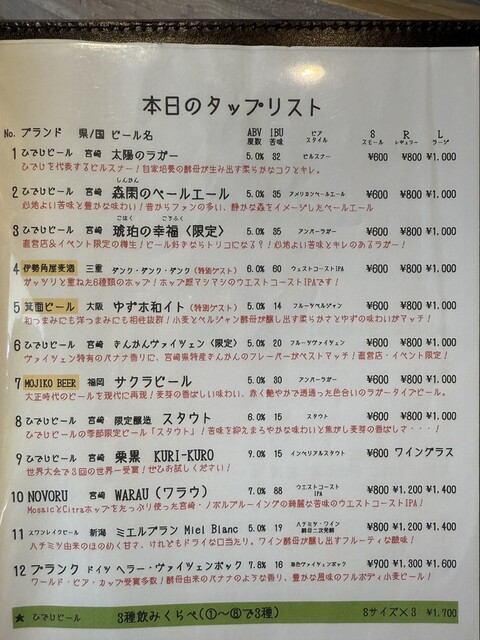 本日のタップリスト
No. ブランド 県/国 ビール名 ABV 度数 IBU 苦味 ビア スタイル S スモール R レギュラー L ラージ
1 ひでじビール 宮崎 太陽のラガー 5.0% 32 ピルスナー ¥600 ¥800 ¥1.000
ひでじを代表するピルスナー！自家培養の酵母が生み出す柔らかなコクとキレ。
しんかん
2 ひでじビール 宮崎 森閑のペールエール 5.0% 35 アメリカンペールエール ¥600 ¥800 ¥1.000
心地よい苦味と豊かな味わい！昔からファンの多い、静かな森をイメージしたペールエール
こはく こうふく
3 ひでじビール 宮崎 琥珀の幸福〈限定〉 5.0% 35 アンバーラガー ¥600 ¥800 ¥1.000
直営店＆イベント限定の樽生！ビール好きならトリコになる？！心地よい苦味とキレのあるラガー！
4 伊勢角屋麦酒 三重 ダンク・ダンク・ダンク（特別ゲスト） 6.0% 60 ウエストコーストIPA ¥600 ¥800 ¥1.000
ガッツリと重ねた6種類のホップ！ホップ感マシマシのウエストコーストIPAです！
5 箕面ビール 大阪 ゆずホ和イト（特別ゲスト） 5.0% 14 フルーツベルジャン ¥600 ¥800 ¥1.000
和つまみにも洋つまみにも相性抜群！小麦とベルジャン酵母が醸し出す柔らかさとゆずの味わいがマッチ！
6 ひでじビール 宮崎 きんかんヴァイツェン〈限定〉 5.0% 20 フルーツヴァイツェン ¥600 ¥800 ¥1.000
ヴァイツェン特有のバナナ香りに、宮崎県特産きんかんのフレーバーがベストマッチ！直営店・イベント限定！
7 MOJIKO BEER 福岡 サクラビール 5.0% 30 アンバーラガー ¥600 ¥800 ¥1.000
大正時代のビールを現代に再現！麦芽の香ばしい味わい、赤く艶やかで透通った色合いのラガータイプビール。
8 ひでじビール 宮崎 限定醸造 スタウト 6.0% 15 スタウト ¥600 ¥800 ¥1.000
ひでじビールの季節限定ビール「スタウト」！苦味を抑えまろやかな味わいと焦がし麦芽の香ばしさ・・・！
9 ひでじビール 宮崎 栗黒 KURI-KURO 9.0% 15 インペリアルスタウト ¥600 ワイングラス
世界大会で3回の世界一受賞！ぜひお試しください！
10 NOVORU 宮崎 WARAU（ワラウ） 7.0% 88 ウエストコースト IPA ¥800 ¥1.200 ¥1.400
MosaicとCitraホップをたっぷり使った宮崎・ノボルブルーイングの綺麗な苦味のウエストコーストIPA！
11 スワンレイクビール 新潟 ミエルブラン Miel Blanc 5.0% 19 ハチミツ・ワイン 酵母二次発酵 ¥800 ¥1.200 ¥1.400
ハチミツ由来のほのめく甘さ、けれどもドライな口当たり。ワイン酵母が醸し出すフルーティな酸味！
12 プランク ドイツ ヘラー・ヴァイツェンボック 7.8% 16 単色ヴァイツェンボック ¥900 ¥1.300 ¥1.600
ワールド・ビア・カップ受賞多数！酵母由来のバナナのような香り、豊かな風味のフルボディ小麦ビール！
★ ひでじビール 3種飲みくらべ(①～⑧で3種) Sサイズ×3 ¥1.700